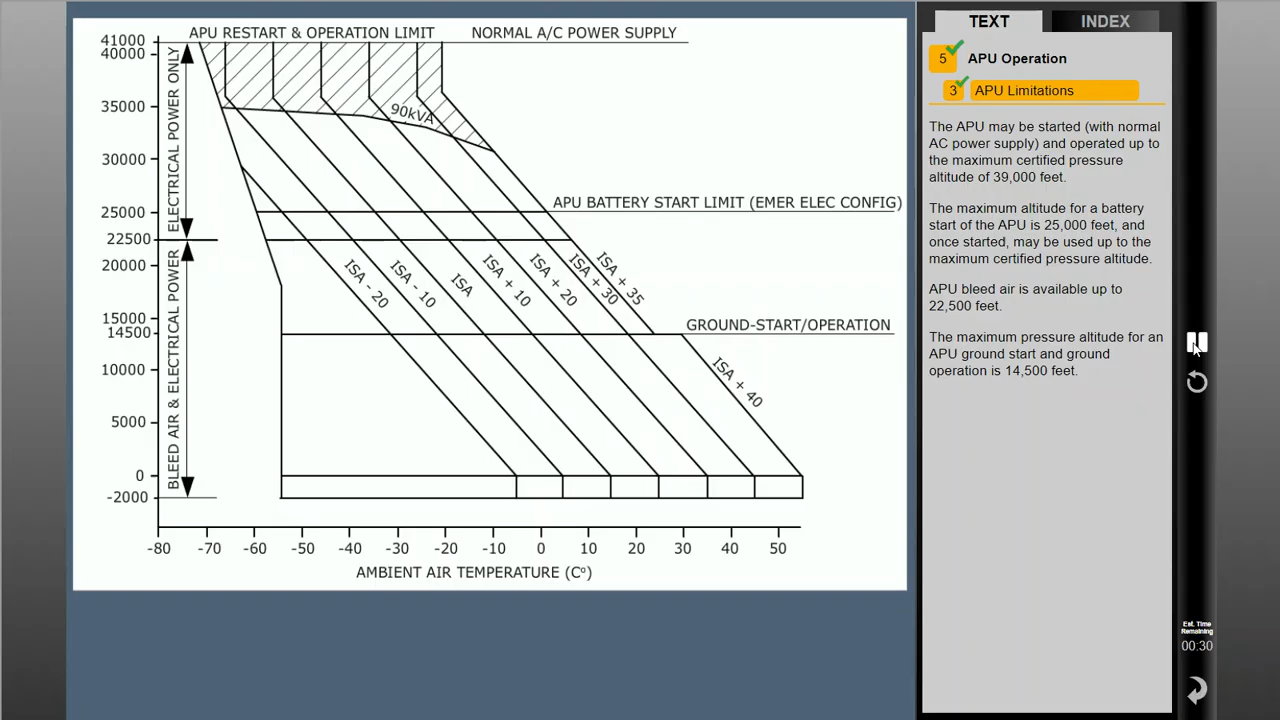 APU RESTART & OPERATION LIMIT
NORMAL A/C POWER SUPPLY
41000
40000
35000
30000
25000
22500
20000
15000
14500
10000
5000
0
-2000
ELECTRICAL POWER ONLY
BLEED AIR & ELECTRICAL POWER
90kVA
APU BATTERY START LIMIT (EMER ELEC CONFIG)
ISA - 20
ISA - 10
ISA
ISA + 10
ISA + 20
ISA + 30
ISA + 35
GROUND-START/OPERATION
ISA + 40
-80 -70 -60 -50 -40 -30 -20 -10 0 10 20 30 40 50
AMBIENT AIR TEMPERATURE (Cº)
TEXT
INDEX
5 APU Operation
3 APU Limitations
The APU may be started (with normal
AC power supply) and operated up to
the maximum certified pressure
altitude of 39,000 feet.
The maximum altitude for a battery
start of the APU is 25,000 feet, and
once started, may be used up to the
maximum certified pressure altitude.
APU bleed air is available up to
22,500 feet.
The maximum pressure altitude for an
APU ground start and ground
operation is 14,500 feet.
Est. Time
Remaining
00:30